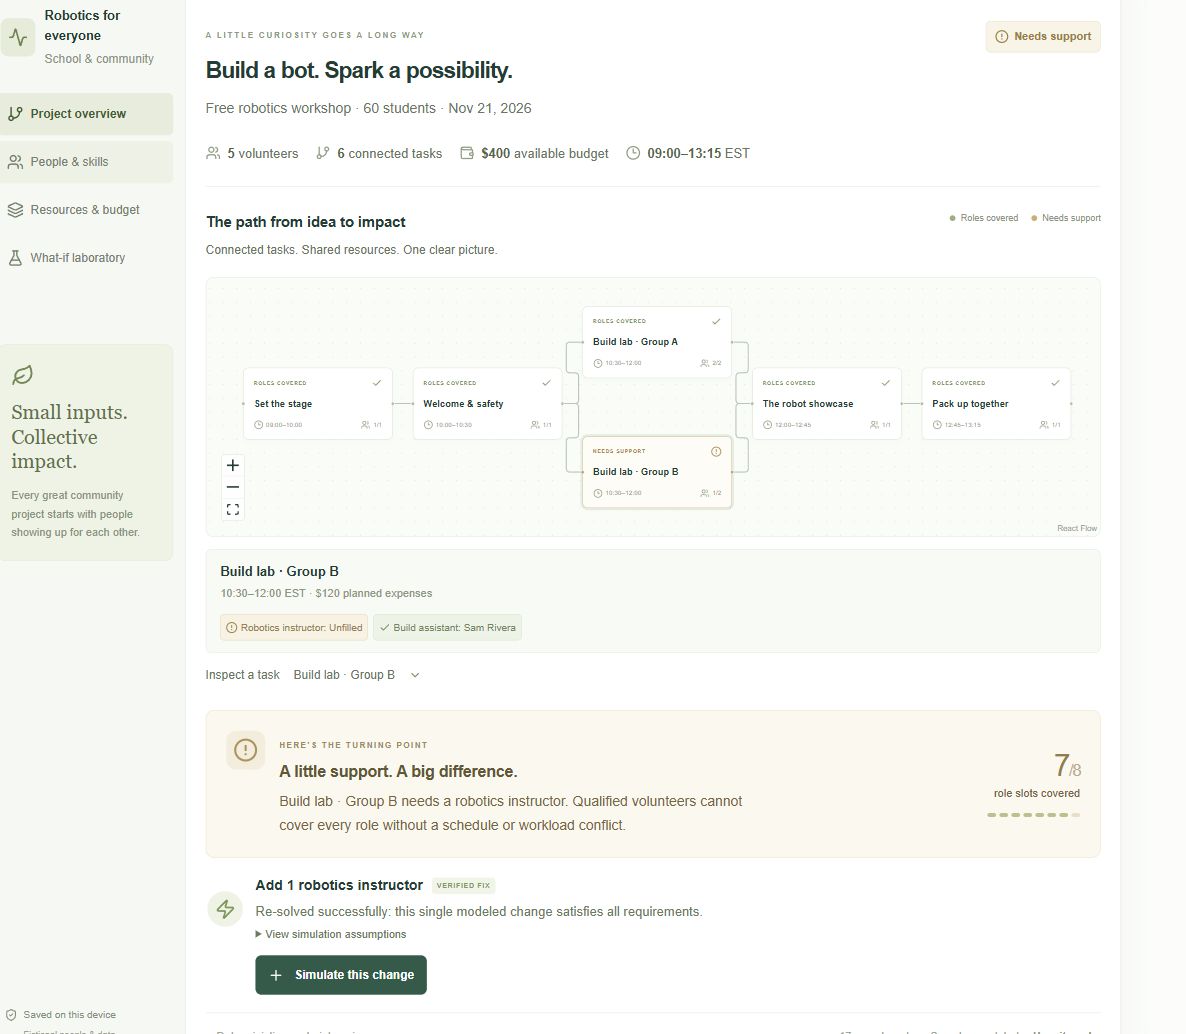 Robotics for
everyone
School & community
Project overview
People & skills
Resources & budget
What-if laboratory
Small inputs.
Collective
impact.
Every great community
project starts with people
showing up for each other.
Saved on this device
A LITTLE CURIOSITY GOES A LONG WAY
Needs support
Build a bot. Spark a possibility.
Free robotics workshop · 60 students · Nov 21, 2026
5 volunteers 6 connected tasks $400 available budget 09:00–13:15 EST
The path from idea to impact
Roles covered Needs support
Connected tasks. Shared resources. One clear picture.
ROLES COVERED
Set the stage
09:00–10:00 1/1
ROLES COVERED
Welcome & safety
10:00–10:30 1/1
ROLES COVERED
Build lab · Group A
10:30–12:00 2/2
NEEDS SUPPORT
Build lab · Group B
10:30–12:00 1/2
ROLES COVERED
The robot showcase
12:00–12:45 1/1
ROLES COVERED
Pack up together
12:45–13:15 1/1
React Flow
Build lab · Group B
10:30–12:00 EST · $120 planned expenses
Robotics instructor: Unfilled Build assistant: Sam Rivera
Inspect a task Build lab · Group B
HERE'S THE TURNING POINT
A little support. A big difference.
Build lab · Group B needs a robotics instructor. Qualified volunteers cannot
cover every role without a schedule or workload conflict.
7/8
role slots covered
Add 1 robotics instructor VERIFIED FIX
Re-solved successfully: this single modeled change satisfies all requirements.
View simulation assumptions
Simulate this change